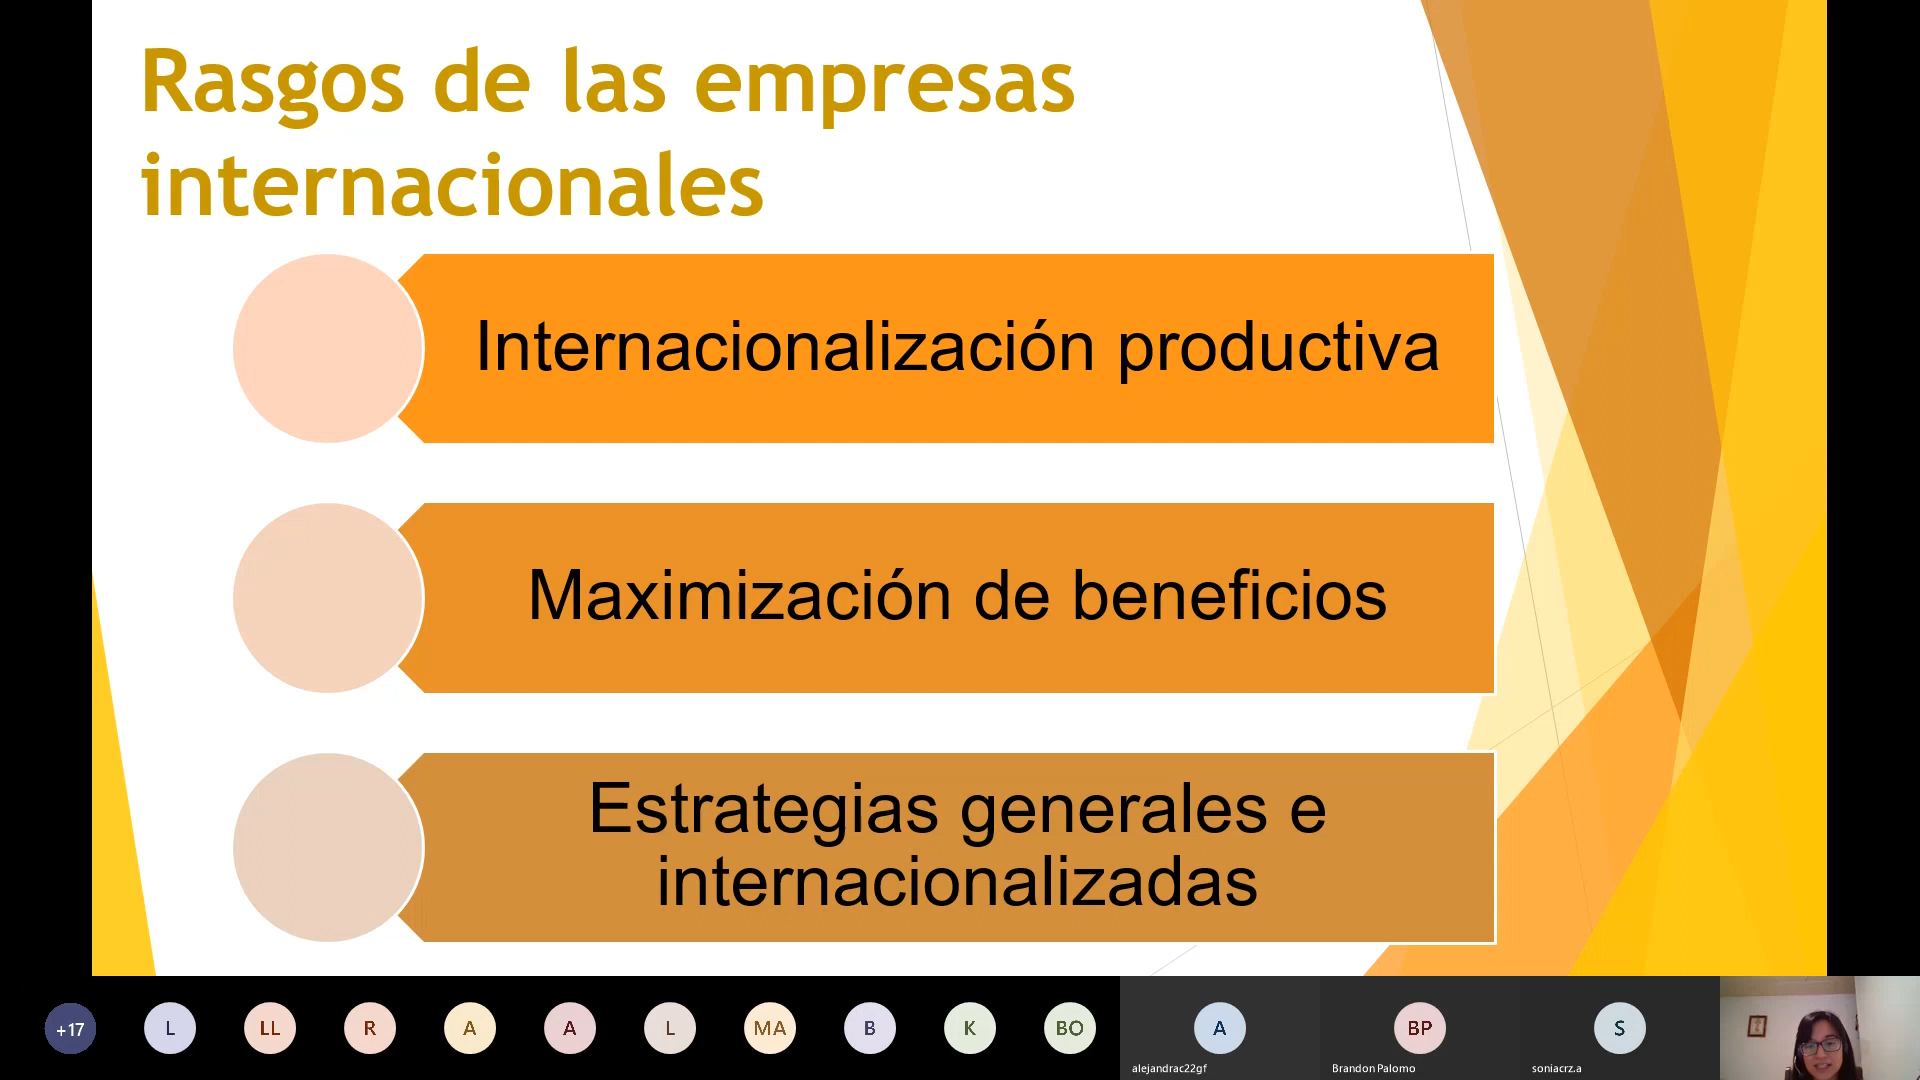 Rasgos de las empresas
internacionales
Internacionalización productiva
Maximización de beneficios
Estrategias generales e
internacionalizadas
+17
L
LL
R
A
A
L
MA
B
K
BO
A
BP
S
alejandrac22gf
Brandon Palomo
soniacrz.a